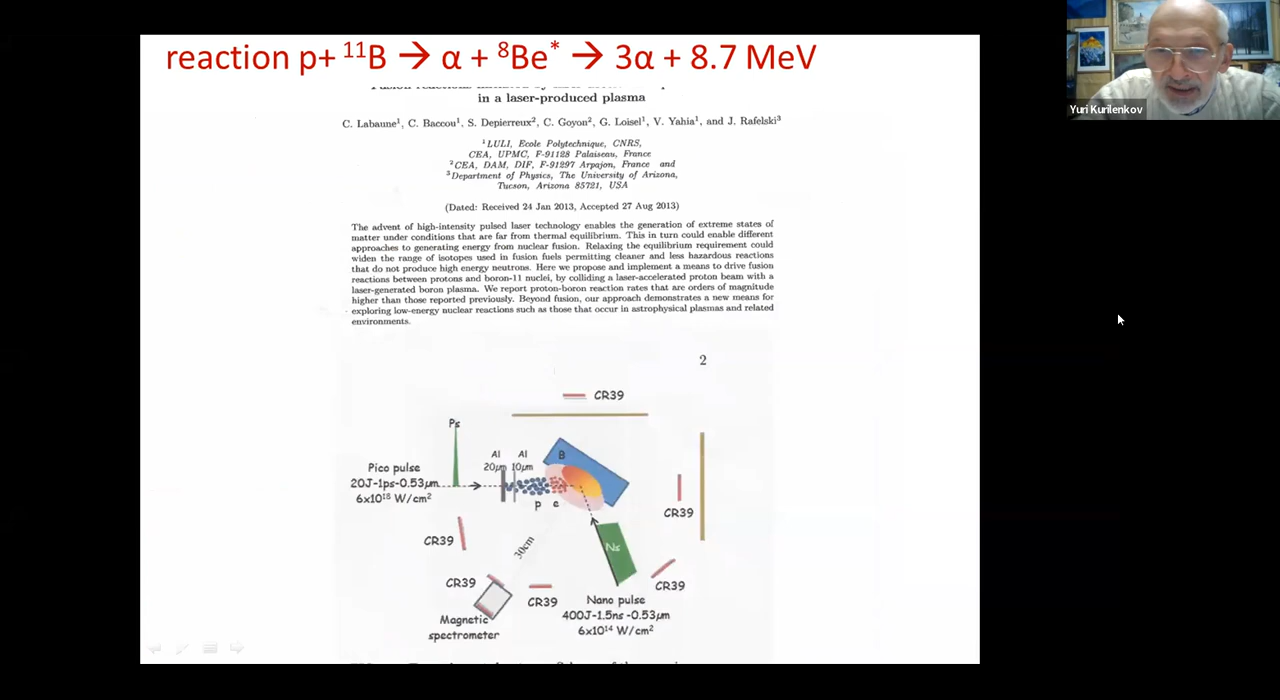 reaction p+ ¹¹B → α + ⁸Be* → 3α + 8.7 MeV
Yuri Kurilenkov
in a laser-produced plasma
C. Labaune¹, C. Baccou¹, S. Depierreux², C. Goyon², G. Loisel¹, V. Yahia¹, and J. Rafelski³
¹LULI, Ecole Polytechnique, CNRS,
CEA, UPMC, F-91128 Palaiseau, France
²CEA, DAM, DIF, F-91297 Arpajon, France and
³Department of Physics, The University of Arizona,
Tucson, Arizona 85721, USA
(Dated: Received 24 Jan 2013, Accepted 27 Aug 2013)
The advent of high-intensity pulsed laser technology enables the generation of extreme states of
matter under conditions that are far from thermal equilibrium. This in turn could enable different
approaches to generating energy from nuclear fusion. Relaxing the equilibrium requirement could
widen the range of isotopes used in fusion fuels permitting cleaner and less hazardous reactions
that do not produce high energy neutrons. Here we propose and implement a means to drive fusion
reactions between protons and boron-11 nuclei, by colliding a laser-accelerated proton beam with a
laser-generated boron plasma. We report proton-boron reaction rates that are orders of magnitude
higher than those reported previously. Beyond fusion, our approach demonstrates a new means for
exploring low-energy nuclear reactions such as those that occur in astrophysical plasmas and related
environments.
2
CR39
Ps
Al Al B
20μm 10μm
Pico pulse
20J-1ps-0.53μm
6x10¹⁸ W/cm²
p e
CR39
CR39
30cm
Ns
CR39
CR39
CR39
Nano pulse
400J-1.5ns-0.53μm
6x10¹⁴ W/cm²
Magnetic
spectrometer